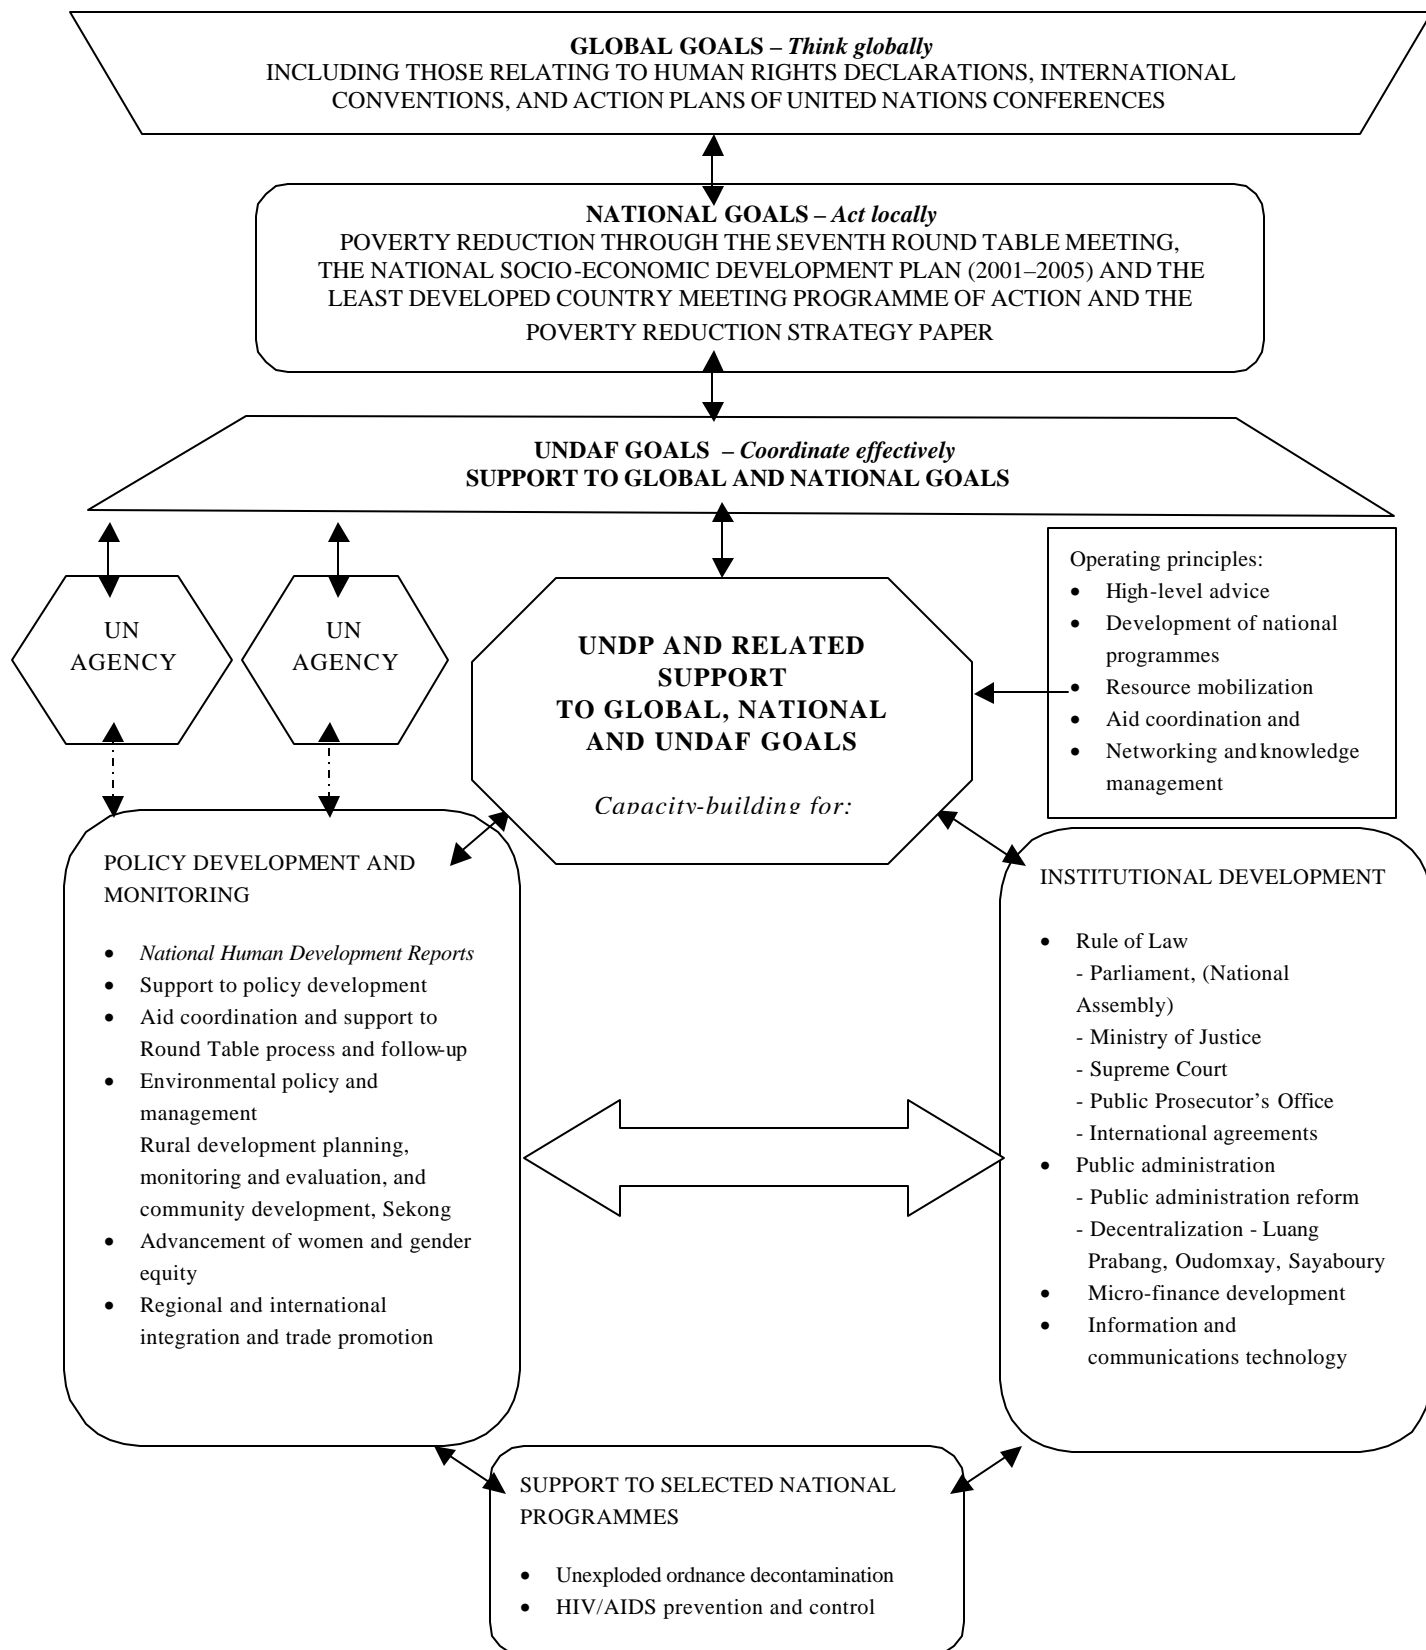 GLOBAL GOALS – Think globally
INCLUDING THOSE RELATING TO HUMAN RIGHTS DECLARATIONS, INTERNATIONAL
CONVENTIONS, AND ACTION PLANS OF UNITED NATIONS CONFERENCES
NATIONAL GOALS – Act locally
POVERTY REDUCTION THROUGH THE SEVENTH ROUND TABLE MEETING,
THE NATIONAL SOCIO-ECONOMIC DEVELOPMENT PLAN (2001–2005) AND THE
LEAST DEVELOPED COUNTRY MEETING PROGRAMME OF ACTION AND THE
POVERTY REDUCTION STRATEGY PAPER
UNDAF GOALS – Coordinate effectively
SUPPORT TO GLOBAL AND NATIONAL GOALS
UN
AGENCY
UN
AGENCY
UNDP AND RELATED
SUPPORT
TO GLOBAL, NATIONAL
AND UNDAF GOALS
Capacity-building for:
Operating principles:
• High-level advice
• Development of national
programmes
• Resource mobilization
• Aid coordination and
• Networking and knowledge
management
POLICY DEVELOPMENT AND
MONITORING
• National Human Development Reports
• Support to policy development
• Aid coordination and support to
Round Table process and follow-up
• Environmental policy and
management
Rural development planning,
monitoring and evaluation, and
community development, Sekong
• Advancement of women and gender
equity
• Regional and international
integration and trade promotion
INSTITUTIONAL DEVELOPMENT
• Rule of Law
- Parliament, (National
Assembly)
- Ministry of Justice
- Supreme Court
- Public Prosecutor’s Office
- International agreements
• Public administration
- Public administration reform
- Decentralization - Luang
Prabang, Oudomxay, Sayaboury
• Micro-finance development
• Information and
communications technology
SUPPORT TO SELECTED NATIONAL
PROGRAMMES
• Unexploded ordnance decontamination
• HIV/AIDS prevention and control